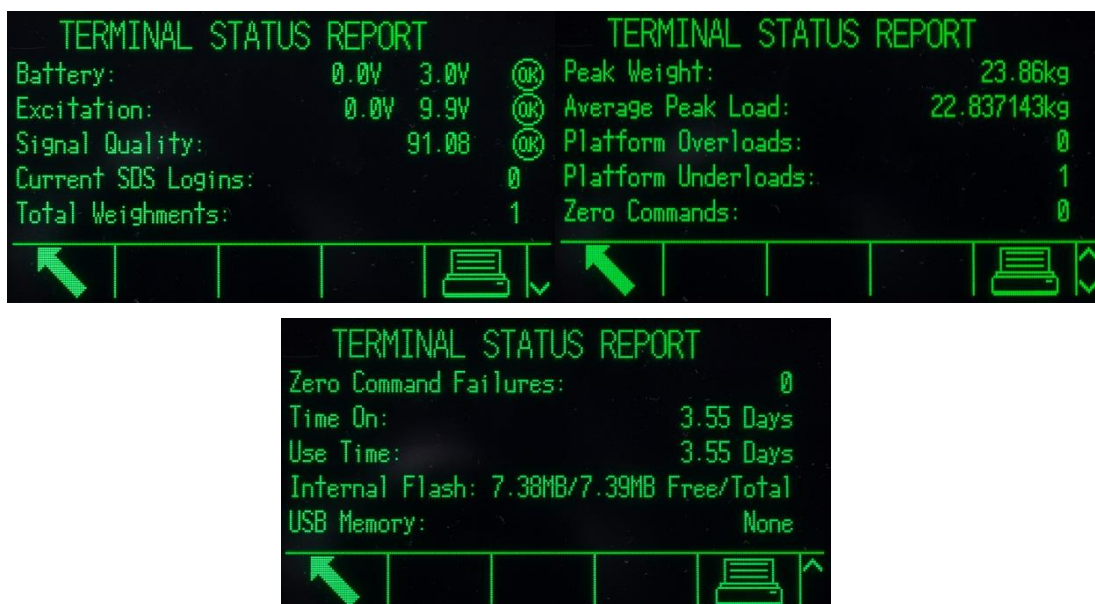 TERMINAL STATUS REPORT
Battery: 0.0V 3.0V OK
Excitation: 0.0V 9.9V OK
Signal Quality: 91.08 OK
Current SDS Logins: 0
Total Weighments: 1
TERMINAL STATUS REPORT
Peak Weight: 23.86kg
Average Peak Load: 22.837143kg
Platform Overloads: 0
Platform Underloads: 1
Zero Commands: 0
TERMINAL STATUS REPORT
Zero Command Failures: 0
Time On: 3.55 Days
Use Time: 3.55 Days
Internal Flash: 7.38MB/7.39MB Free/Total
USB Memory: None